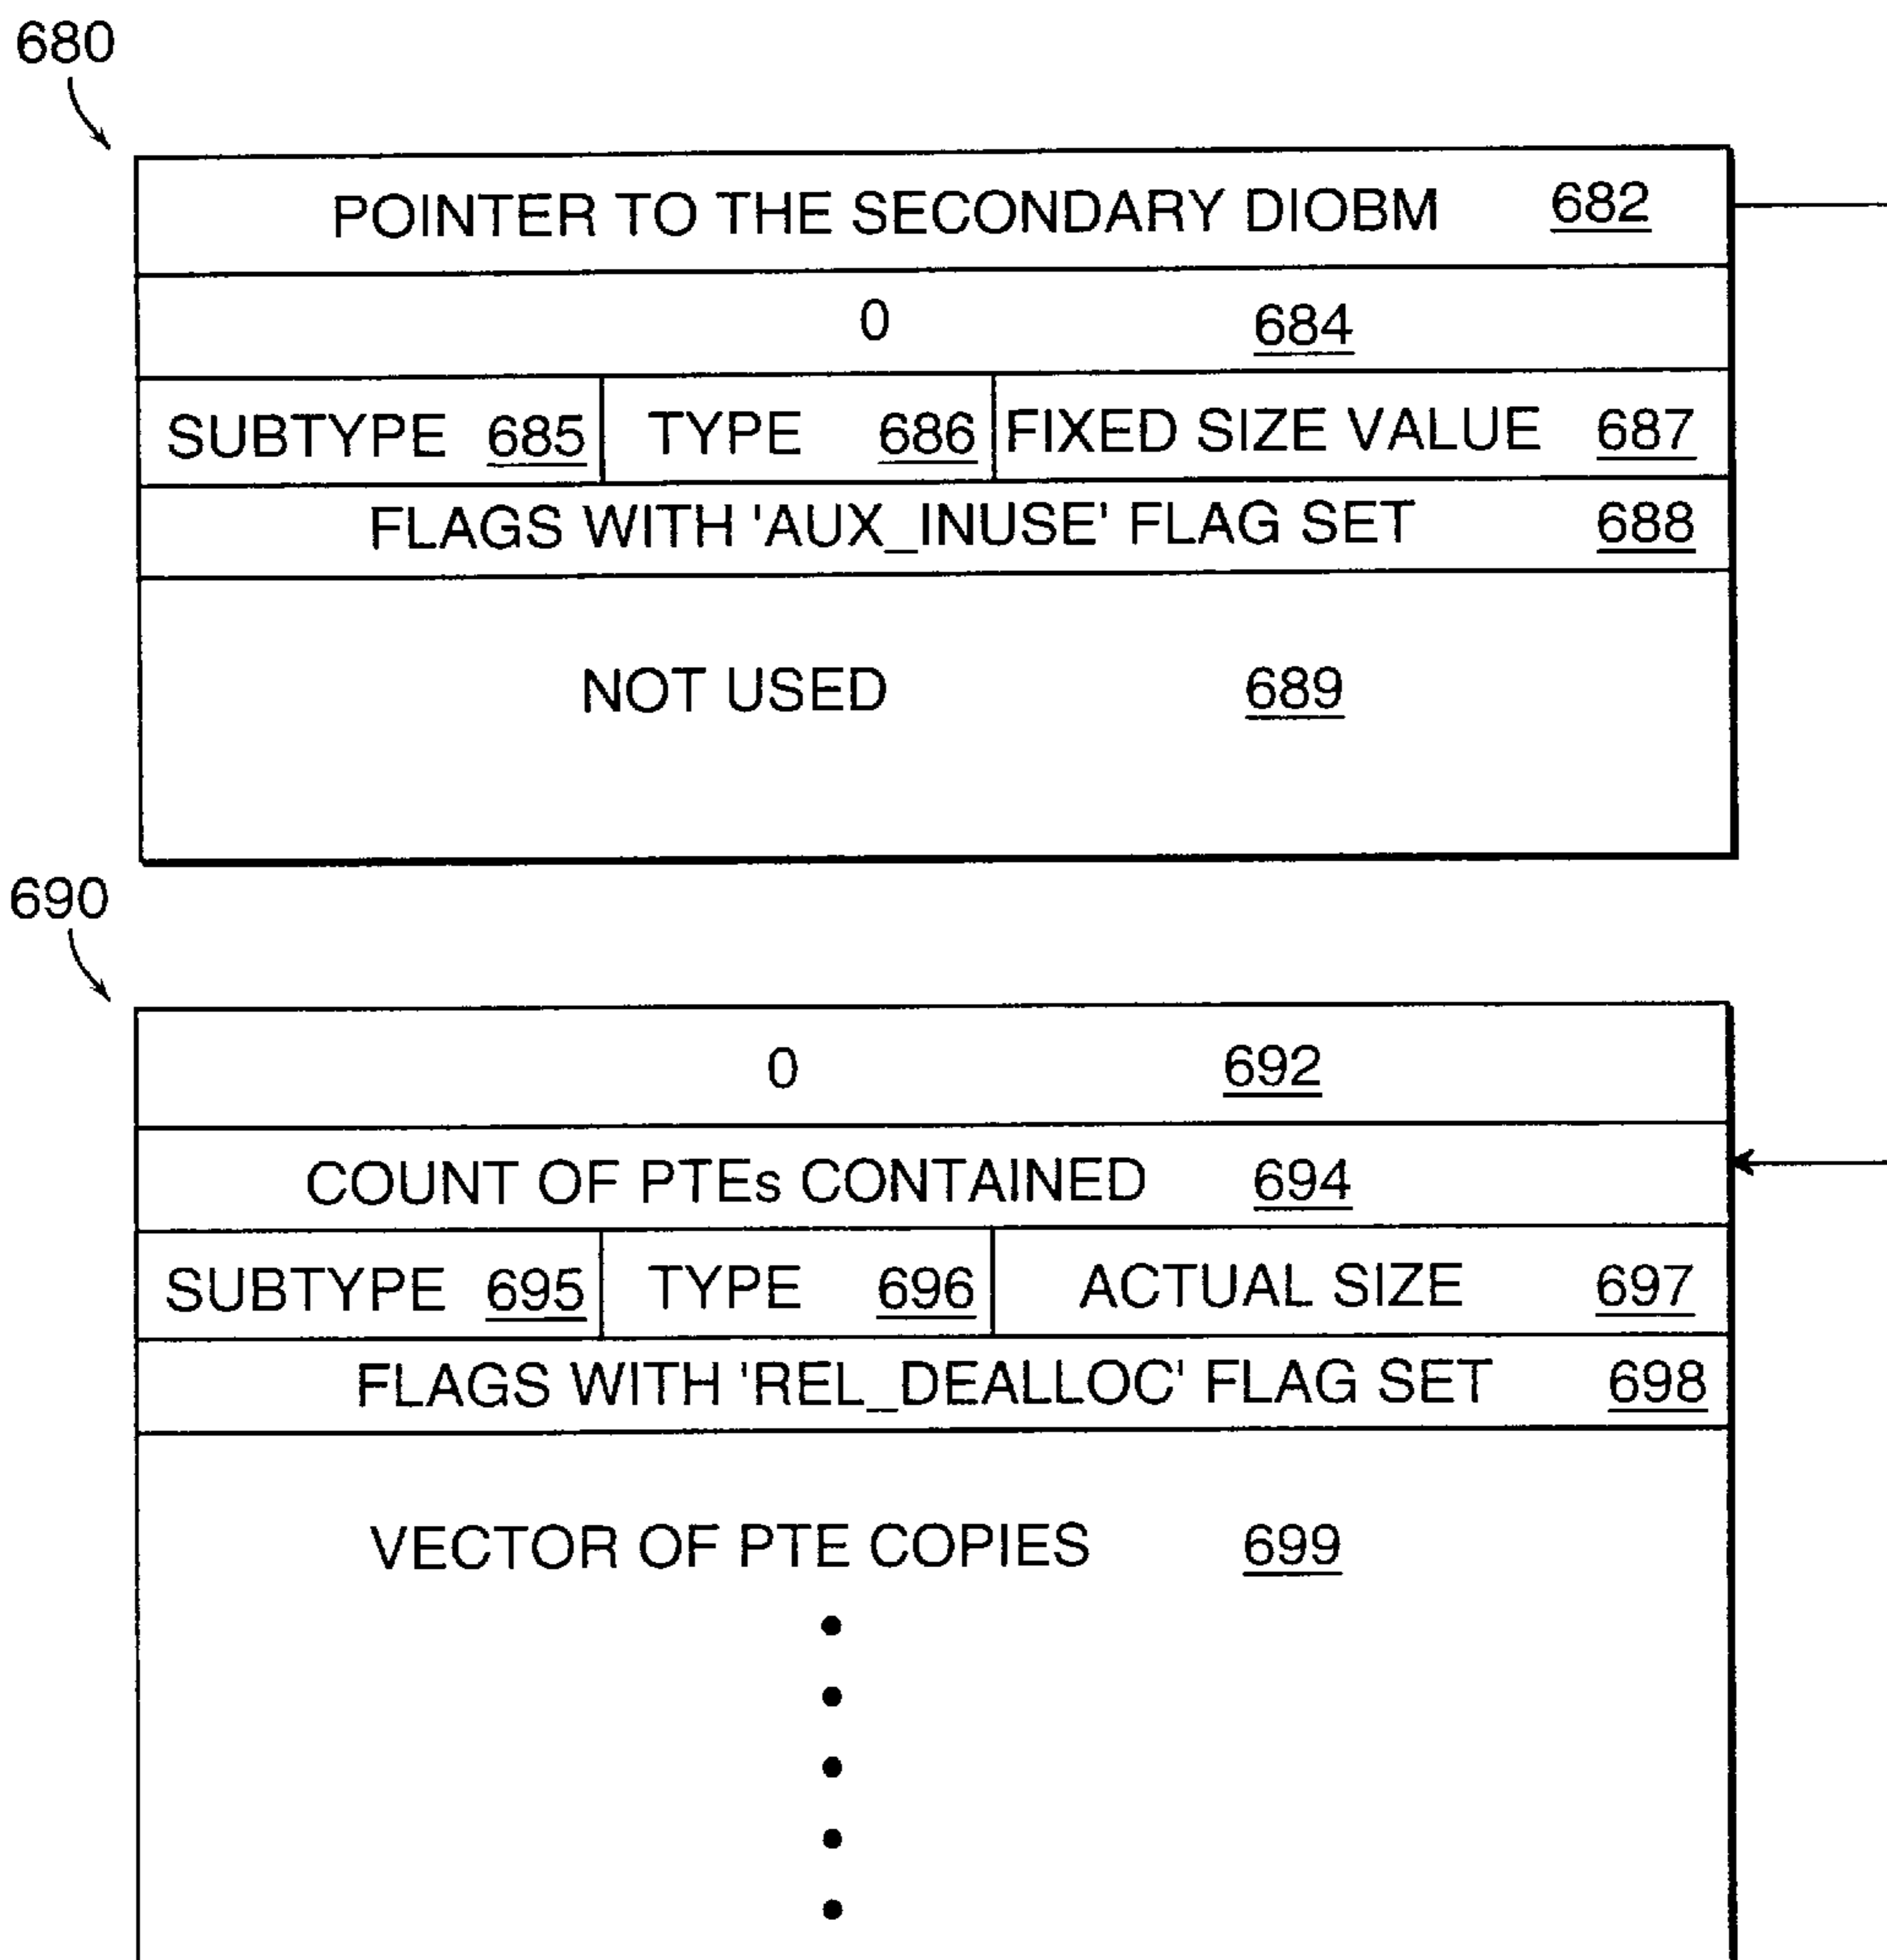 680
POINTER TO THE SECONDARY DIOBM 682
0 684
SUBTYPE 685 TYPE 686 FIXED SIZE VALUE 687
FLAGS WITH 'AUX_INUSE' FLAG SET 688
NOT USED 689
690
0 692
COUNT OF PTEs CONTAINED 694
SUBTYPE 695 TYPE 696 ACTUAL SIZE 697
FLAGS WITH 'REL_DEALLOC' FLAG SET 698
VECTOR OF PTE COPIES 699